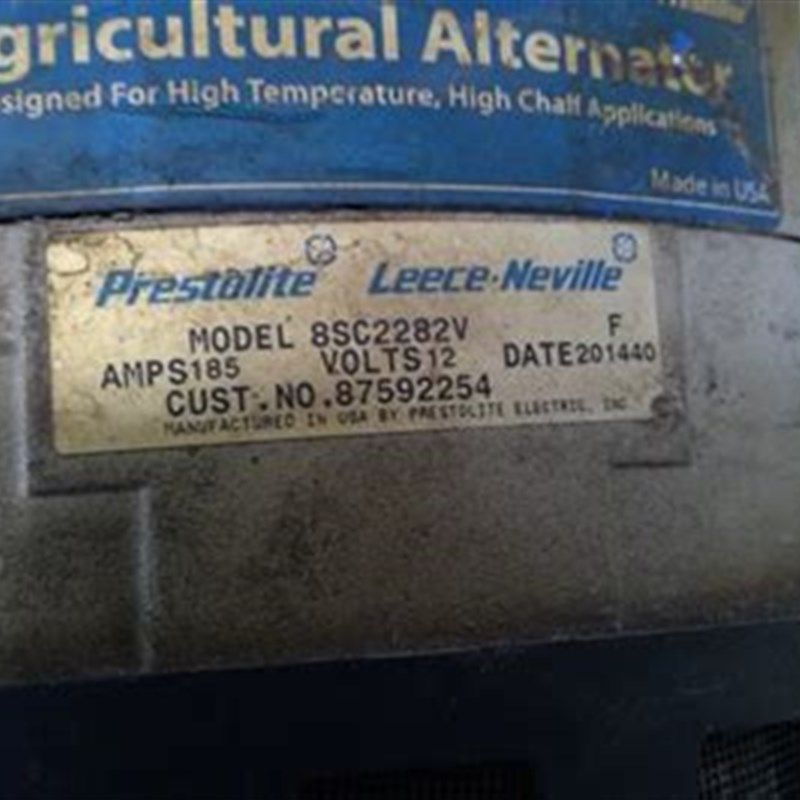 gricultural Alternator
signed For High Temperature, High Chaff Applications
Made in USA
Prestolite Leece-Neville
MODEL 8SC2282V F
AMPS185 VOLTS12 DATE201440
CUST.NO.87592254
MANUFACTURED IN USA BY PRESTOLITE ELECTRIC, INC